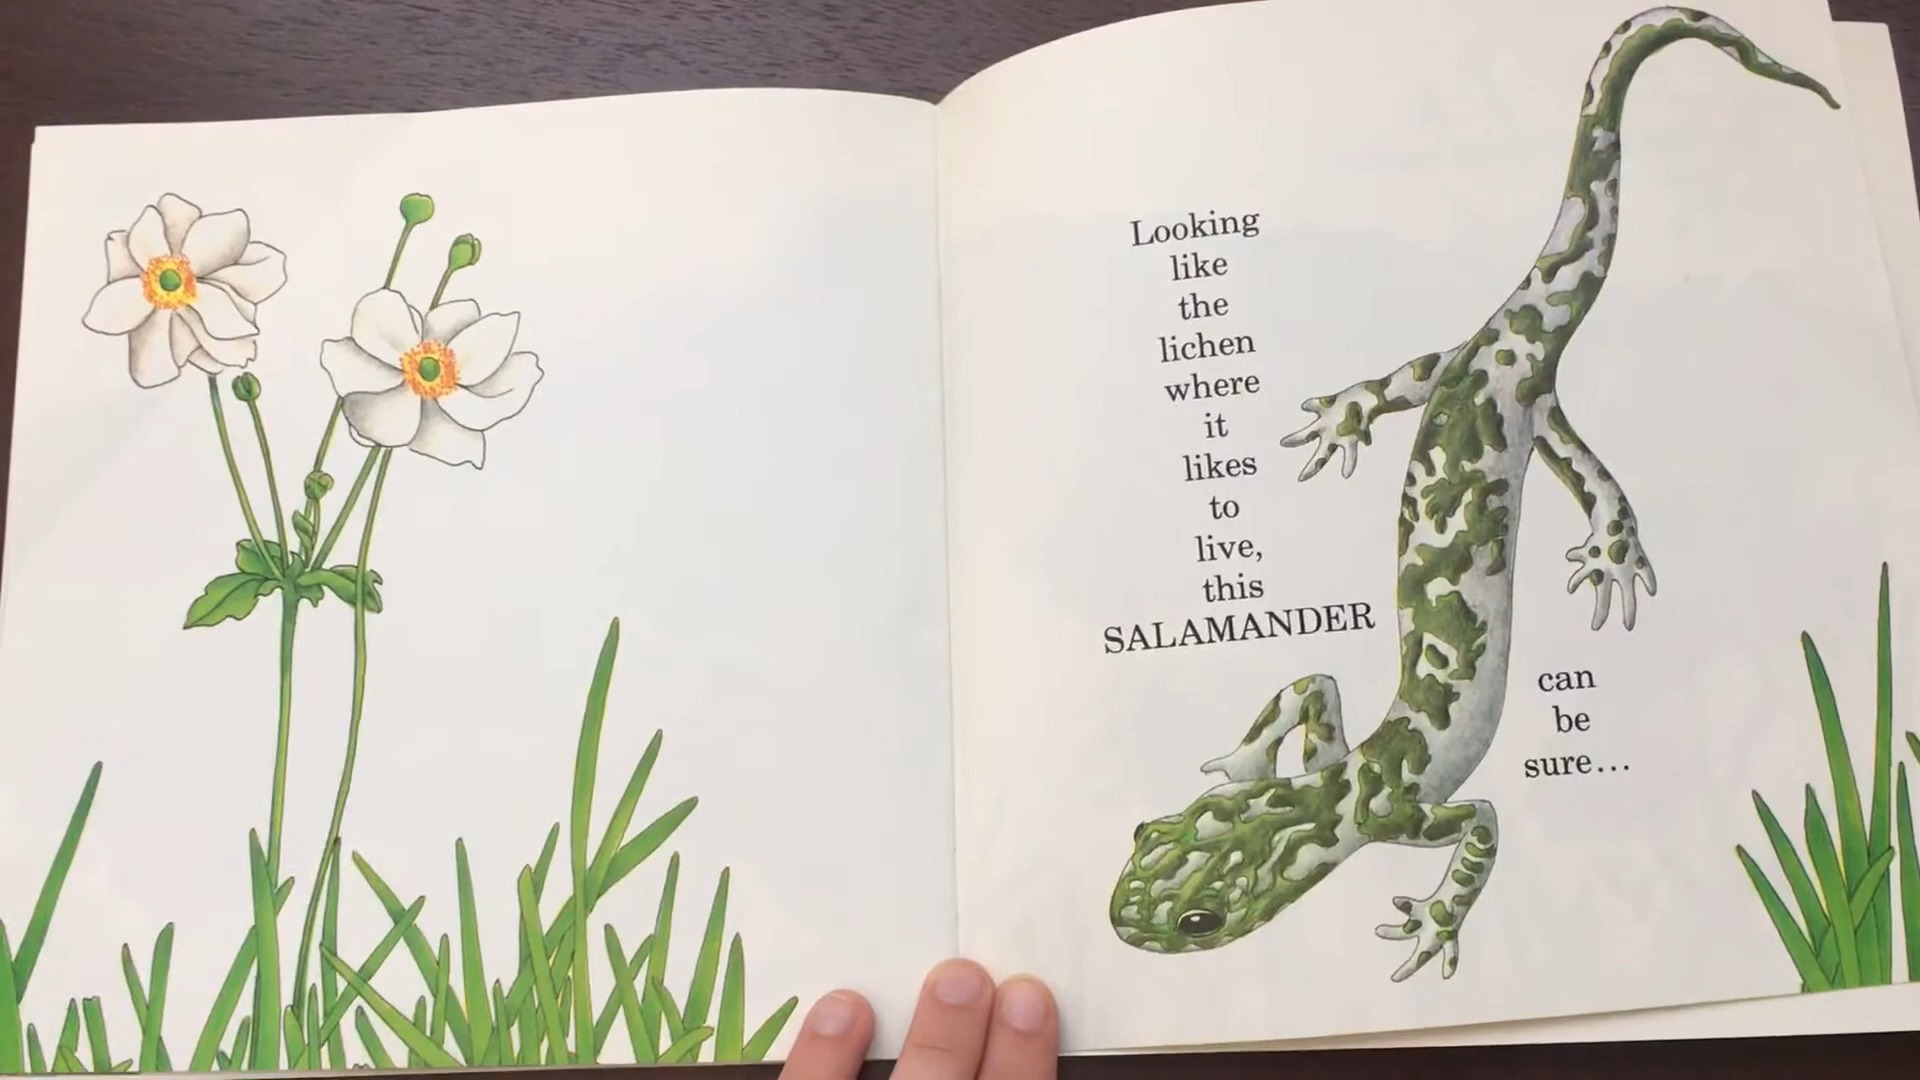 Looking
like
the
lichen
where
it
likes
to
live,
this
SALAMANDER
can
be
sure...